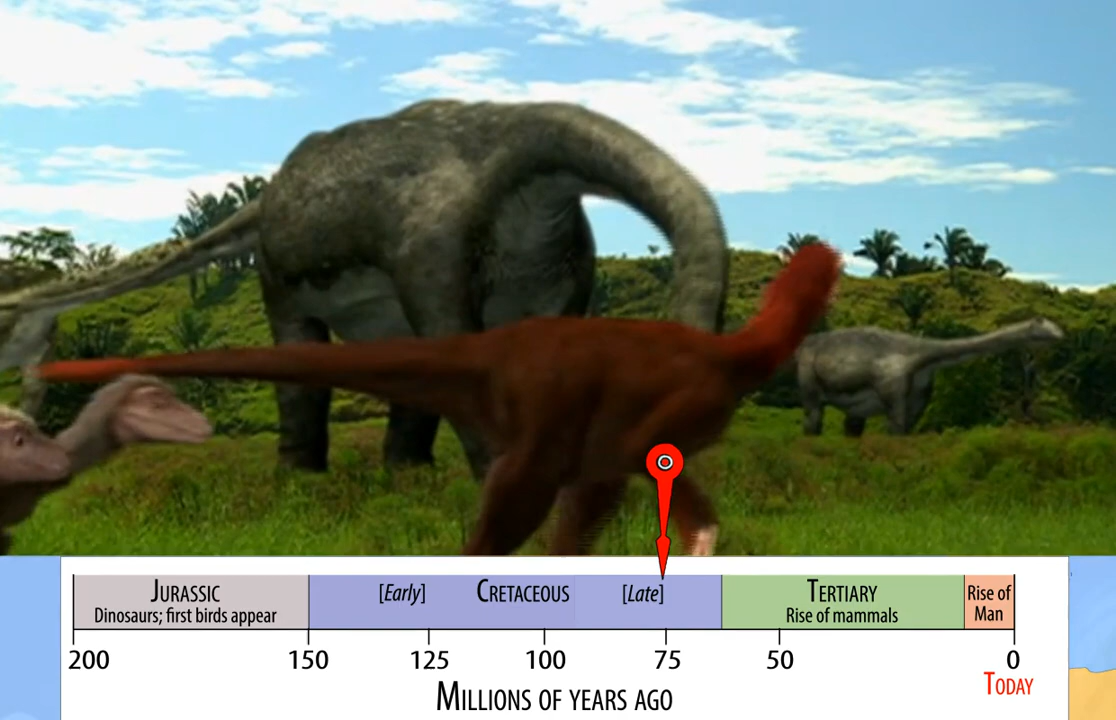 JURASSIC
Dinosaurs; first birds appear
[Early]
CRETACEOUS
[Late]
TERTIARY
Rise of mammals
Rise of
Man
200 150 125 100 75 50 0
TODAY
MILLIONS OF YEARS AGO